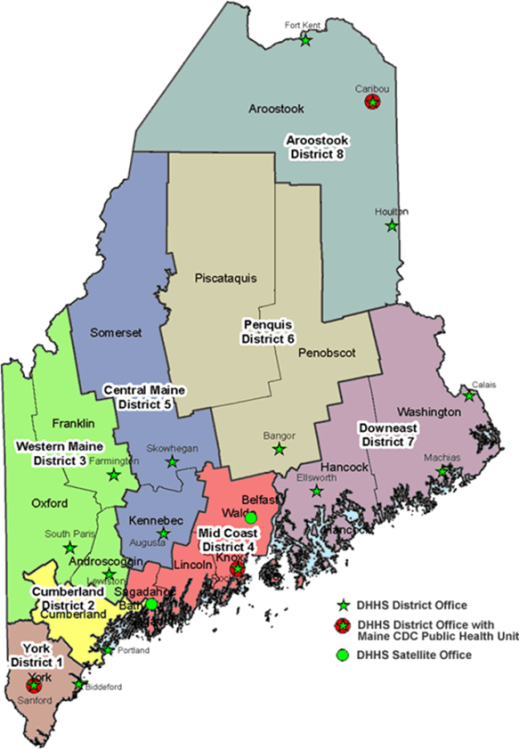 Fort Kent
Caribou
Aroostook
Aroostook
District 8
Houlton
Piscataquis
Somerset
Penquis
District 6
Penobscot
Central Maine
District 5
Calais
Washington
Franklin
Downeast
District 7
Western Maine
District 3
Bangor
Skowhegan
Farmington
Machias
Hancock
Ellsworth
Oxford
Belfast
Waldo
Kennebec
Augusta
Mid Coast
District 4
Hancock
South Paris
Androscoggin
Lincoln
Knox
Lewiston
Cumberland
District 2
Sagadahoc
Bath
Cumberland
York
District 1
York
Portland
Sanford
Biddeford
DHHS District Office
DHHS District Office with
Maine CDC Public Health Unit
DHHS Satellite Office